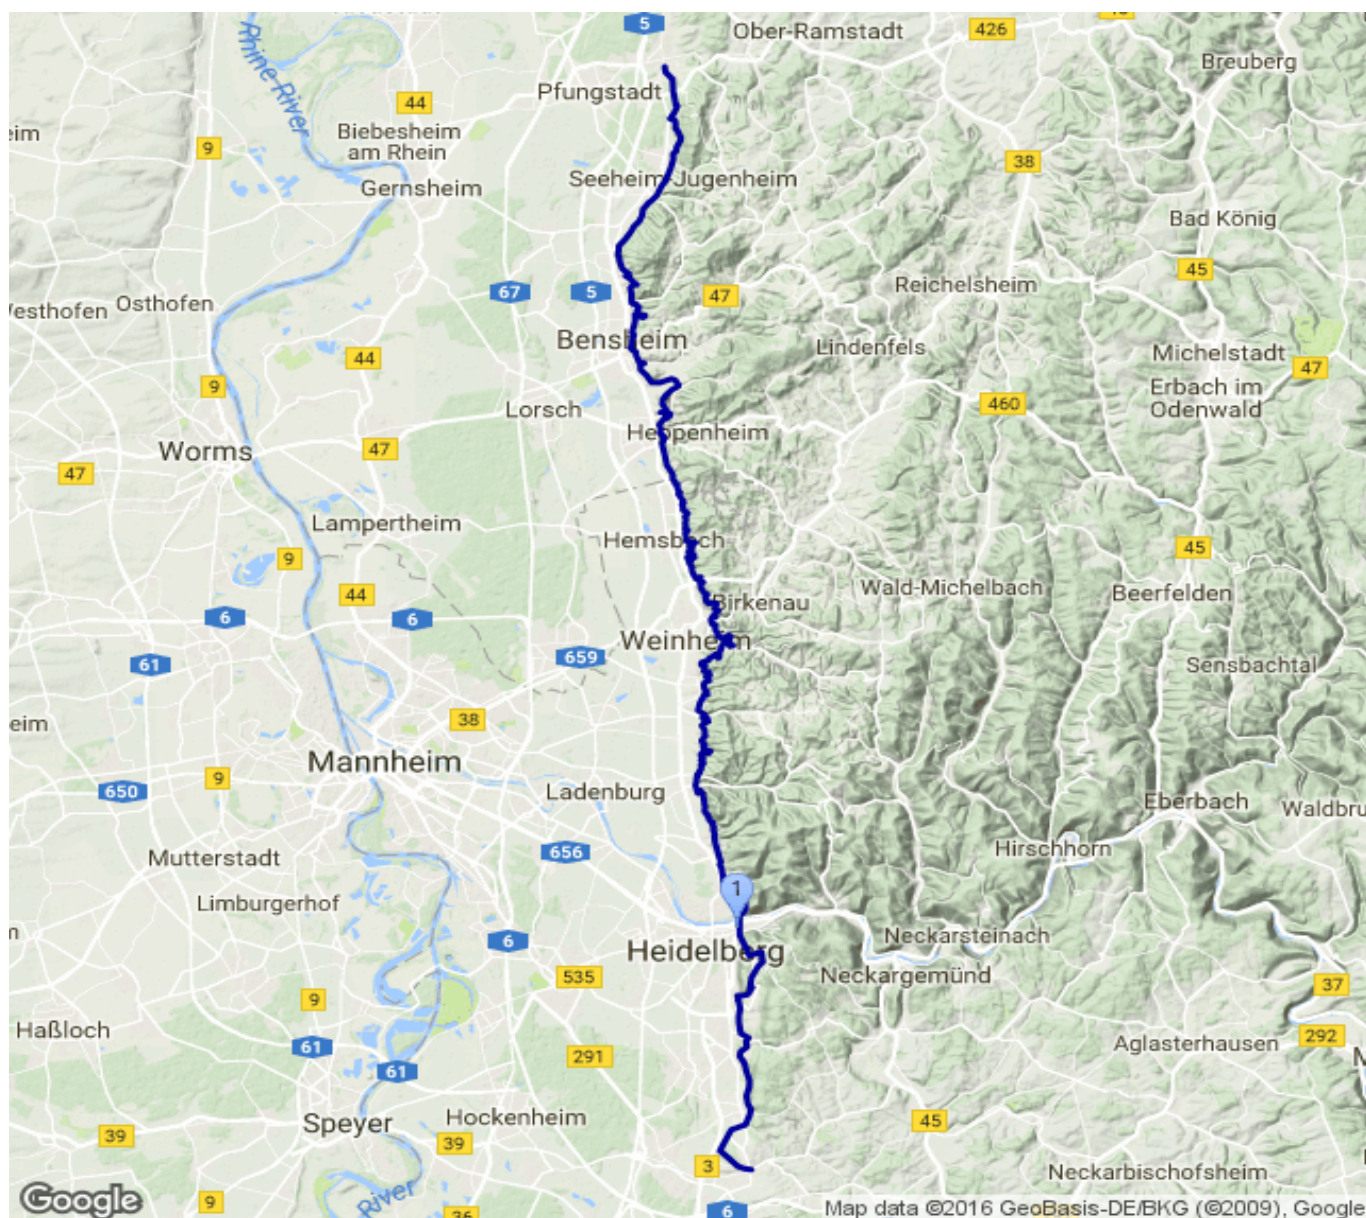 5
Ober-Ramstadt
426
Breuberg
Rhine River
Pfungstadt
44
eim
Biebesheim
am Rhein
9
38
Gernsheim
Seeheim-Jugenheim
Bad König
45
Westhofen
Osthofen
67
5
47
Reichelsheim
Bensheim
Lindenfels
44
Michelstadt
47
9
Erbach im
Odenwald
Lorsch
460
Heppenheim
Worms
47
47
Lampertheim
Hemsbach
45
9
44
Birkenau
Wald-Michelbach
Beerfelden
6
6
Weinheim
659
61
Sensbachtal
eim
38
Mannheim
9
650
Ladenburg
Eberbach
Mutterstadt
656
Hirschhorn
1
Limburgerhof
Neckarsteinach
6
Heidelberg
535
Neckargemünd
37
9
Haßloch
61
291
Aglasterhausen
292
61
Speyer
Hockenheim
45
39
39
3
Neckarbischofsheim
River
9
36
6
Google
Map data ©2016 GeoBasis-DE/BKG (©2009), Google